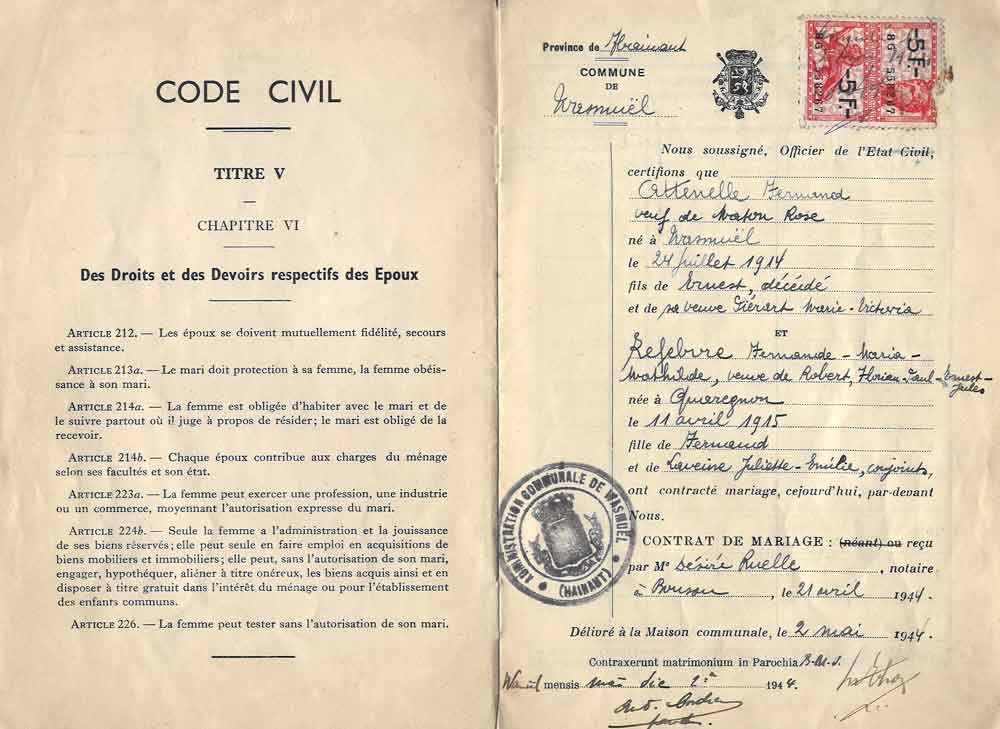 CODE CIVIL
TITRE V
CHAPITRE VI
Des Droits et des Devoirs respectifs des Epoux
ARTICLE 212. — Les époux se doivent mutuellement fidélité, secours
et assistance.
ARTICLE 213a. — Le mari doit protection à sa femme, la femme obéis-
sance à son mari.
ARTICLE 214a. — La femme est obligée d'habiter avec le mari et de
le suivre partout où il juge à propos de résider; le mari est obligé de la
recevoir.
ARTICLE 214b. — Chaque époux contribue aux charges du ménage
selon ses facultés et son état.
ARTICLE 223a. — La femme peut exercer une profession, une industrie
ou un commerce, moyennant l'autorisation expresse du mari.
ARTICLE 224b. — Seule la femme a l'administration et la jouissance
de ses biens réservés; elle peut seule en faire emploi en acquisitions de
biens mobiliers et immobiliers; elle peut, sans l'autorisation de son mari,
engager, hypothéquer, aliéner à titre onéreux, les biens acquis ainsi et en
disposer à titre gratuit dans l'intérêt du ménage ou pour l'établissement
des enfants communs.
ARTICLE 226. — La femme peut tester sans l'autorisation de son mari.
Province de Hainaut
COMMUNE
DE
Wasmuël
-5F-
-5F.-
Nous soussigné, Officier de l'Etat Civil,
certifions que
Cattenelle Fernand
veuf de Maton Rose
né à Wasmuël
le 24 juillet 1914
fils de Ernest, décédé
et de sa veuve Siérart Marie-Victoria
ET
Lefebvre Fernande-Maria-
Mathilde, veuve de Robert, Florian-Paul-Ernest-
Jules
née à Quaregnon
le 11 avril 1915
fille de Fernand
et de Laveine Juliette-Emilie, conjoints,
ont contracté mariage, cejourd'hui, par-devant
Nous.
CONTRAT DE MARIAGE : (néant) ou reçu
par Me Désiré Ruelle, notaire
à Boussu, le 21 avril 1944.
Délivré à la Maison communale, le 2 mai 1944.
Contraxerunt matrimonium in Parochia B.M.V.
mensis die 2a 1944.
ADMINISTRATION COMMUNALE DE WASMUEL
(HAINAUT)